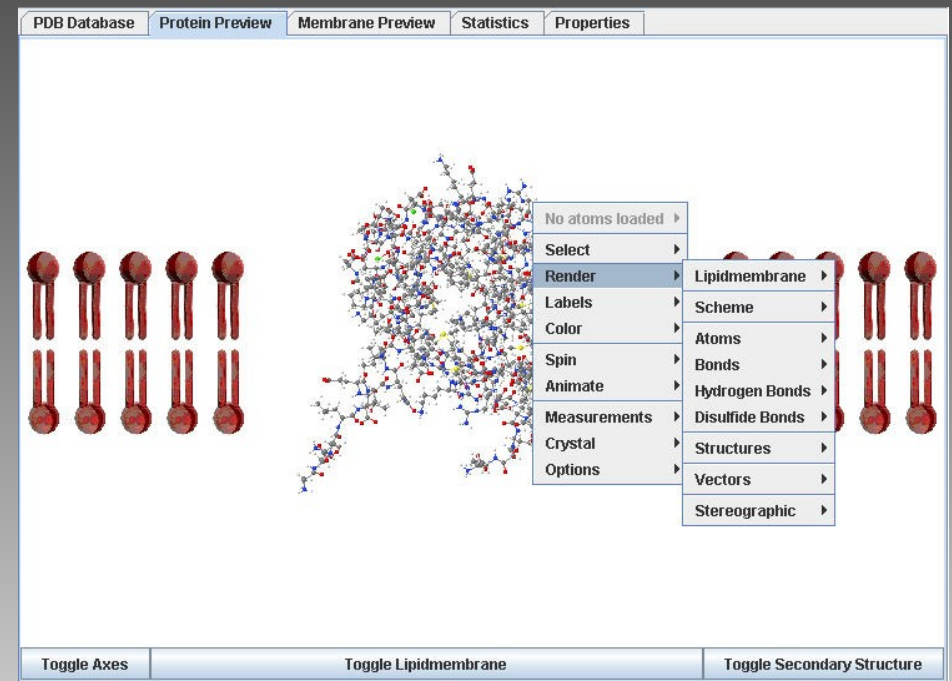 PDB Database Protein Preview Membrane Preview Statistics Properties
No atoms loaded
Select
Render
Labels
Color
Spin
Animate
Measurements
Crystal
Options
Lipidmembrane
Scheme
Atoms
Bonds
Hydrogen Bonds
Disulfide Bonds
Structures
Vectors
Stereographic
Toggle Axes Toggle Lipidmembrane Toggle Secondary Structure